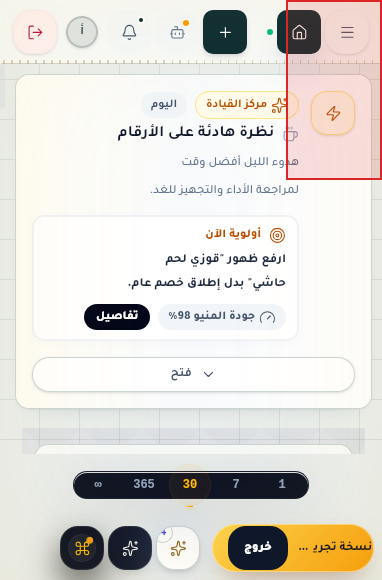 أ
مركز القيادة
اليوم
نظرة هادئة على الأرقام
هدوء الليل أفضل وقت
لمراجعة الأداء والتجهيز للغد.
أولوية الآن
ارفع ظهور "قوزي لحم
حاشي" بدل إطلاق خصم عام.
جودة المنيو 98%
تفاصيل
فتح
∞ 365 30 7 1
نسخة تجريـ ...
خروج